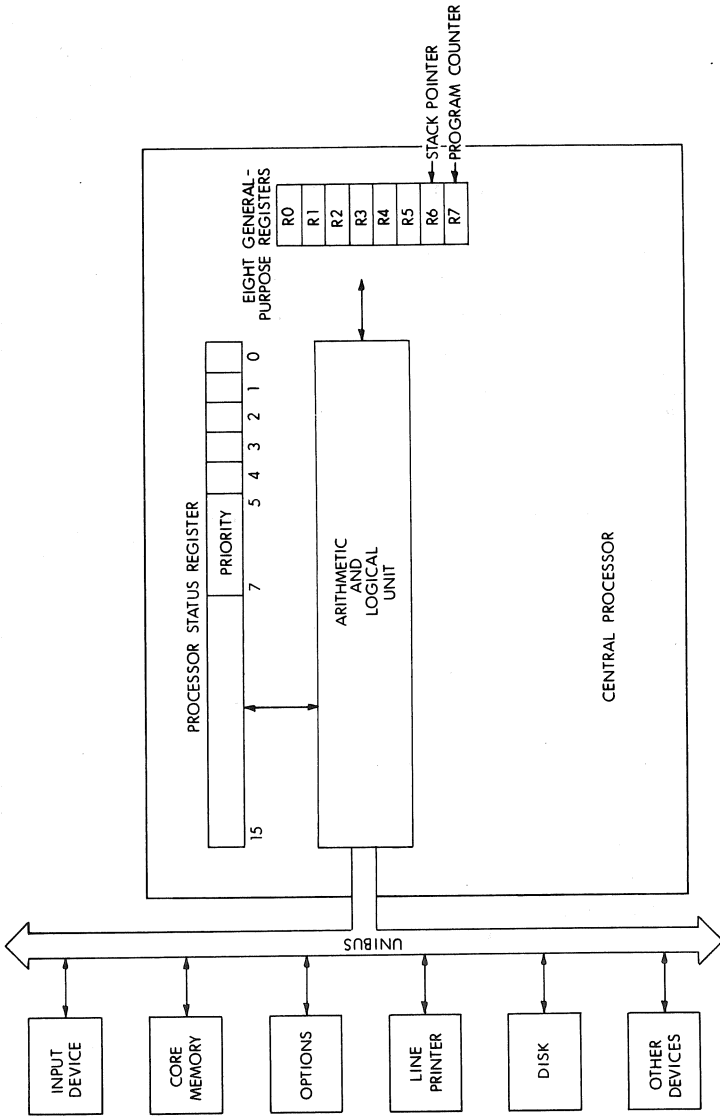 INPUT
DEVICE
CORE
MEMORY
OPTIONS
LINE
PRINTER
DISK
OTHER
DEVICES
UNIBUS
PROCESSOR STATUS REGISTER
PRIORITY
15 7 5 4 3 2 1 0
ARITHMETIC
AND
LOGICAL
UNIT
EIGHT GENERAL-
PURPOSE REGISTERS
R0
R1
R2
R3
R4
R5
R6
R7
STACK POINTER
PROGRAM COUNTER
CENTRAL PROCESSOR